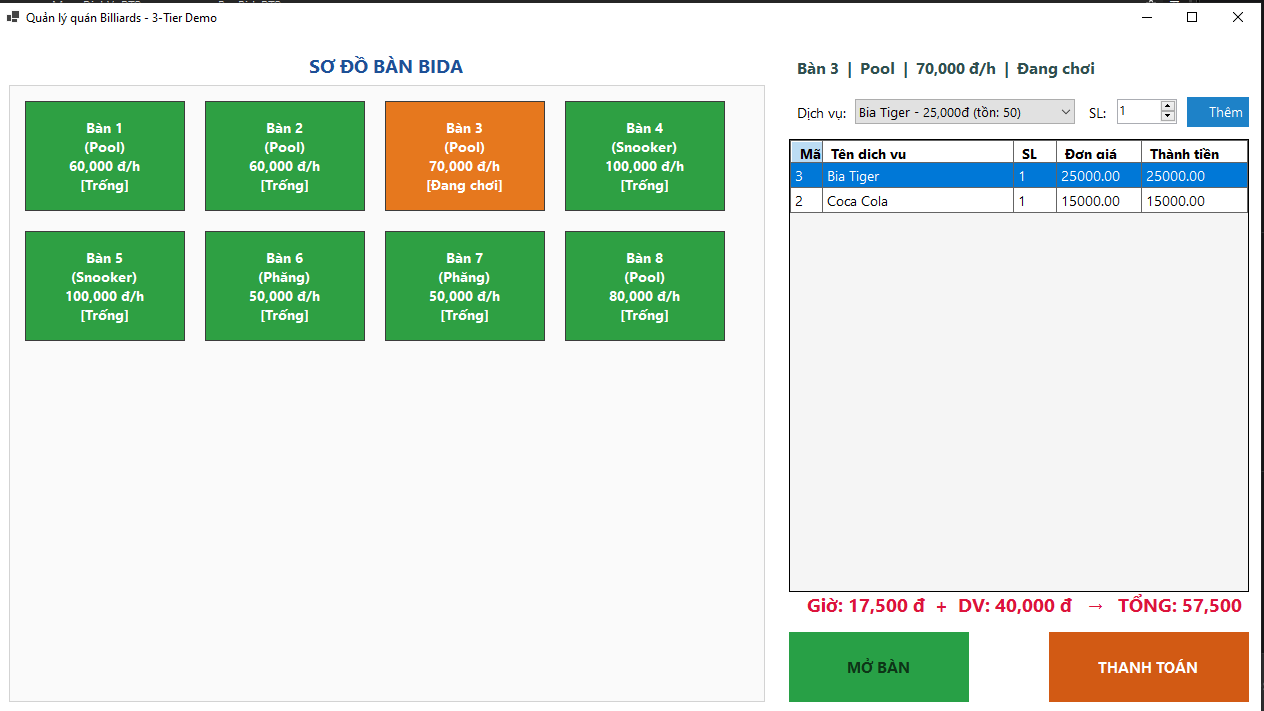 Quản lý quán Billiards - 3-Tier Demo
SƠ ĐỒ BÀN BIDA
Bàn 1
(Pool)
60,000 đ/h
[Trống]
Bàn 2
(Pool)
60,000 đ/h
[Trống]
Bàn 3
(Pool)
70,000 đ/h
[Đang chơi]
Bàn 4
(Snooker)
100,000 đ/h
[Trống]
Bàn 5
(Snooker)
100,000 đ/h
[Trống]
Bàn 6
(Phăng)
50,000 đ/h
[Trống]
Bàn 7
(Phăng)
50,000 đ/h
[Trống]
Bàn 8
(Pool)
80,000 đ/h
[Trống]
Bàn 3 | Pool | 70,000 đ/h | Đang chơi
Dịch vụ: Bia Tiger - 25,000đ (tồn: 50) SL: 1 Thêm
Mã Tên dịch vụ SL Đơn giá Thành tiền
3 Bia Tiger 1 25000.00 25000.00
2 Coca Cola 1 15000.00 15000.00
Giờ: 17,500 đ + DV: 40,000 đ → TỔNG: 57,500
MỞ BÀN
THANH TOÁN